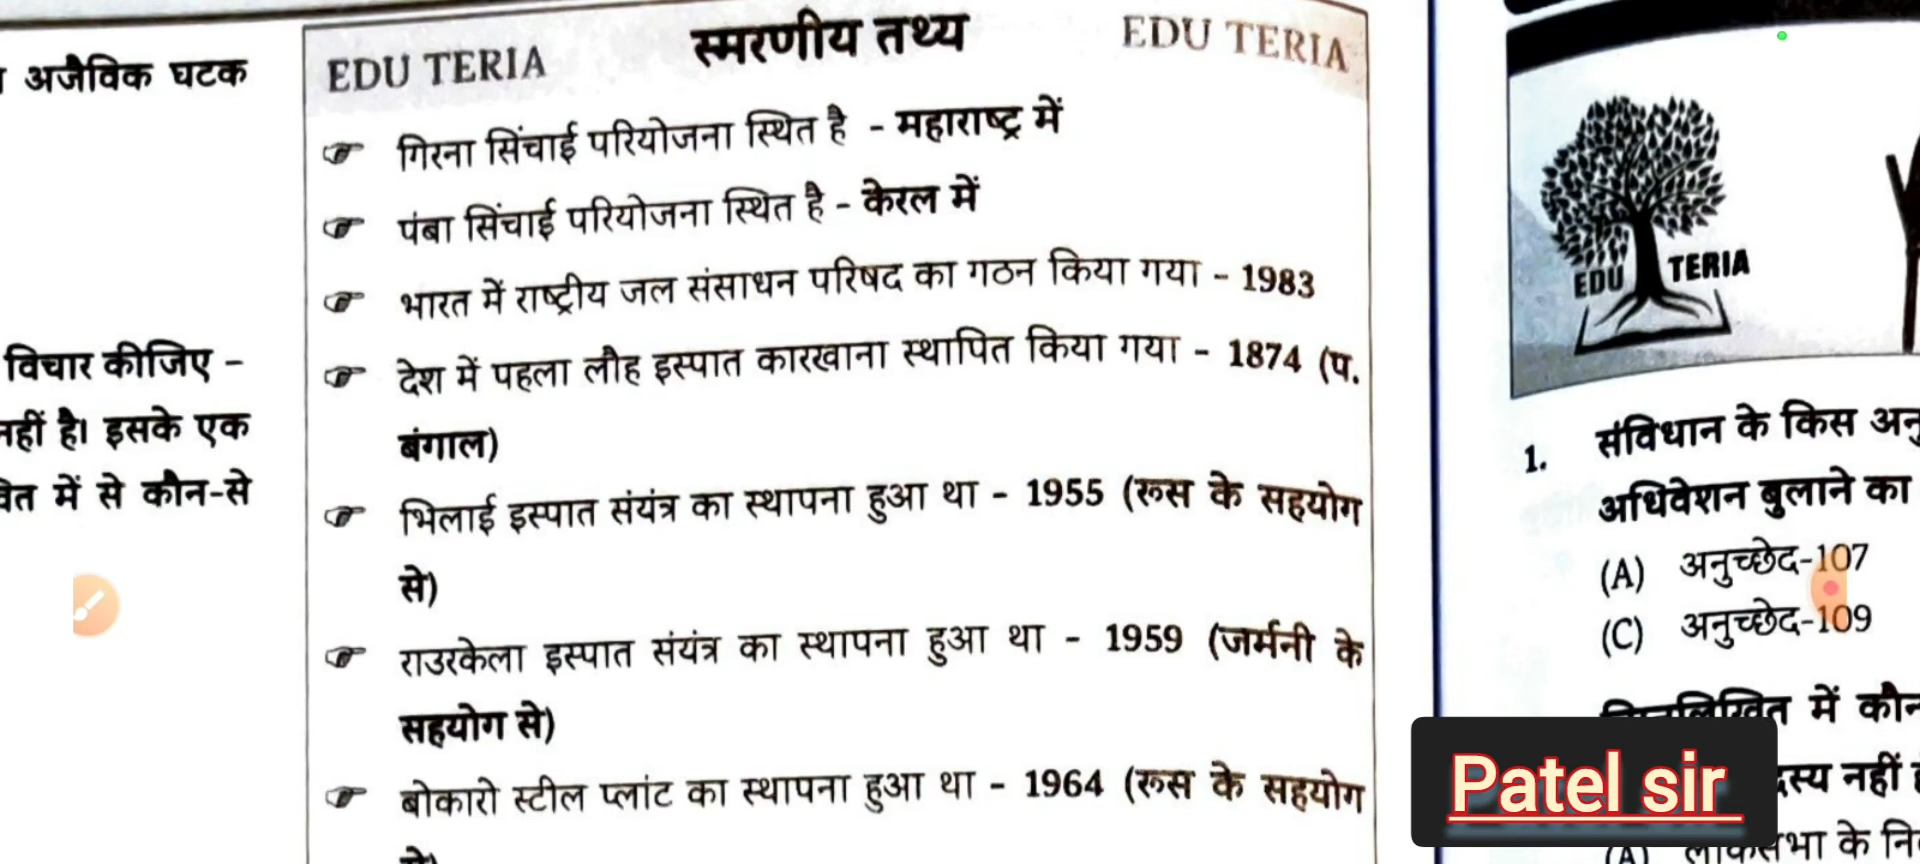 अजैविक घटक
विचार कीजिए –
नहीं है। इसके एक
में से कौन-से
EDU TERIA
स्मरणीय तथ्य
EDU TERIA
गिरना सिंचाई परियोजना स्थित है - महाराष्ट्र में
पंबा सिंचाई परियोजना स्थित है - केरल में
भारत में राष्ट्रीय जल संसाधन परिषद का गठन किया गया - 1983
देश में पहला लौह इस्पात कारखाना स्थापित किया गया - 1874 (प.
बंगाल)
भिलाई इस्पात संयंत्र का स्थापना हुआ था - 1955 (रूस के सहयोग
से)
राउरकेला इस्पात संयंत्र का स्थापना हुआ था - 1959 (जर्मनी के
सहयोग से)
बोकारो स्टील प्लांट का स्थापना हुआ था - 1964 (रूस के सहयोग
से)
EDU TERIA
1. संविधान के किस
अधिवेशन बुलाने का
(A) अनुच्छेद-107
(C) अनुच्छेद-109
में
नहीं
(A) लोकसभा के
Patel sir